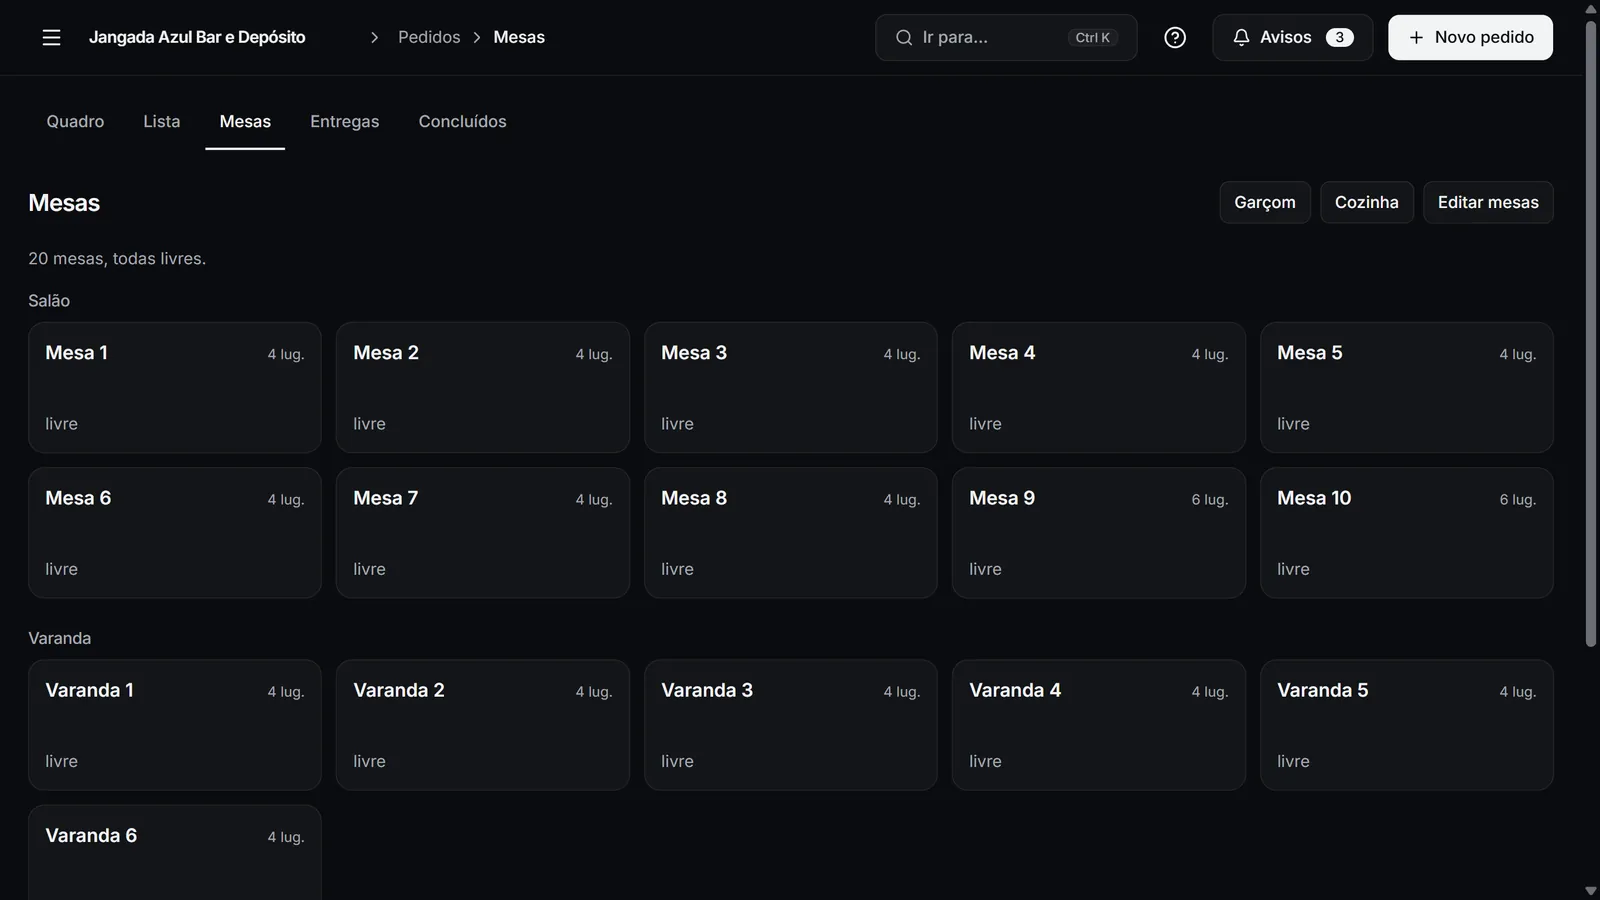 Jangada Azul Bar e Depósito
Pedidos
Mesas
Ir para...
Ctrl K
Avisos 3
Novo pedido
Quadro
Lista
Mesas
Entregas
Concluídos
Mesas
Garçom
Cozinha
Editar mesas
20 mesas, todas livres.
Salão
Mesa 1
4 lug.
livre
Mesa 2
4 lug.
livre
Mesa 3
4 lug.
livre
Mesa 4
4 lug.
livre
Mesa 5
4 lug.
livre
Mesa 6
4 lug.
livre
Mesa 7
4 lug.
livre
Mesa 8
4 lug.
livre
Mesa 9
6 lug.
livre
Mesa 10
6 lug.
livre
Varanda
Varanda 1
4 lug.
livre
Varanda 2
4 lug.
livre
Varanda 3
4 lug.
livre
Varanda 4
4 lug.
livre
Varanda 5
4 lug.
livre
Varanda 6
4 lug.